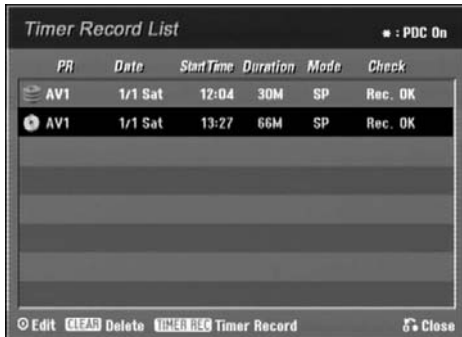 Timer Record List ✱ : PDC On
PR Date Start Time Duration Mode Check
AV1 1/1 Sat 12:04 30M SP Rec. OK
AV1 1/1 Sat 13:27 66M SP Rec. OK
Edit CLEAR Delete TIMER REC Timer Record Close